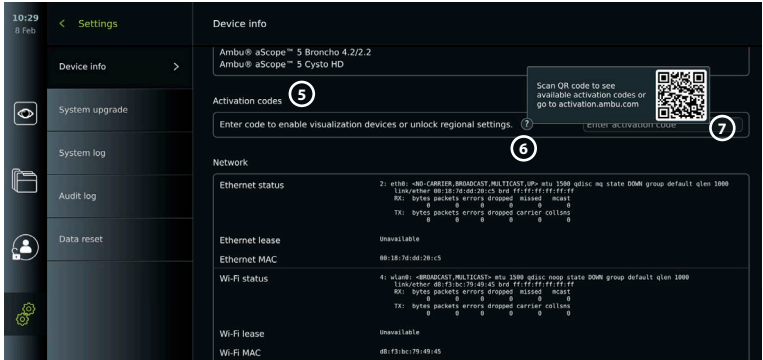 10:29
8 Feb
Settings
Device info
Device info
System upgrade
System log
Audit log
Data reset
Ambu® aScope™ 5 Broncho 4.2/2.2
Ambu® aScope™ 5 Cysto HD
Scan QR code to see
available activation codes or
go to activation.ambu.com
Activation codes
5
Enter code to enable visualization devices or unlock regional settings.
?
Enter activation code
6
7
Network
Ethernet status
2: eth0: <NO-CARRIER,BROADCAST,MULTICAST,UP> mtu 1500 qdisc mq state DOWN group default qlen 1000
link/ether 00:18:7d:dd:20:c5 brd ff:ff:ff:ff:ff:ff
RX: bytes packets errors dropped missed mcast
0 0 0 0 0 0
TX: bytes packets errors dropped carrier collsns
0 0 0 0 0 0
Ethernet lease
Unavailable
Ethernet MAC
00:18:7d:dd:20:c5
Wi-Fi status
4: wlan0: <BROADCAST,MULTICAST> mtu 1500 qdisc noop state DOWN group default qlen 1000
link/ether d8:f3:bc:79:49:45 brd ff:ff:ff:ff:ff:ff
RX: bytes packets errors dropped missed mcast
0 0 0 0 0 0
TX: bytes packets errors dropped carrier collsns
0 0 0 0 0 0
Wi-Fi lease
Unavailable
Wi-Fi MAC
d8:f3:bc:79:49:45